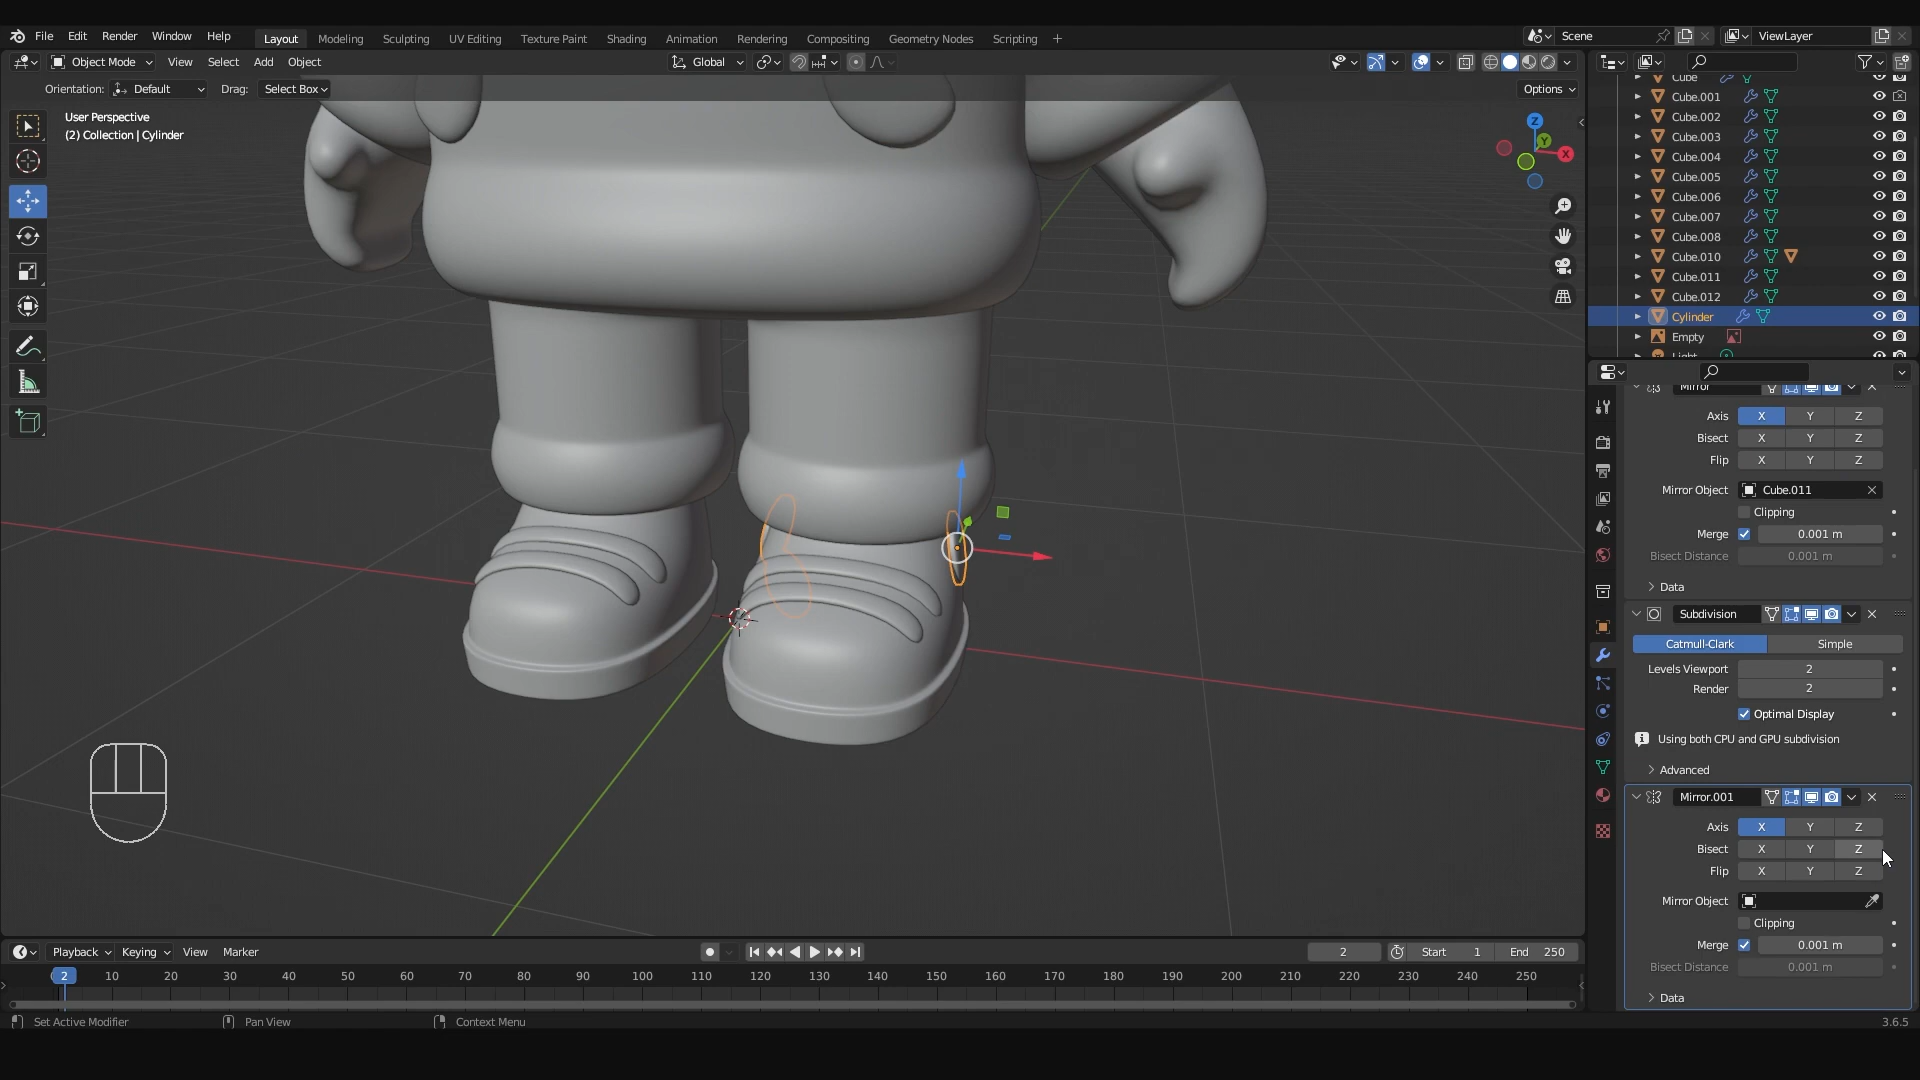 File Edit Render Window Help Layout Modeling Sculpting UV Editing Texture Paint Shading Animation Rendering Compositing Geometry Nodes Scripting + Scene ViewLayer
Object Mode View Select Add Object Global
Orientation: Default Drag: Select Box Options
User Perspective
(2) Collection | Cylinder
Z
Y
X
Cube
Cube.001
Cube.002
Cube.003
Cube.004
Cube.005
Cube.006
Cube.007
Cube.008
Cube.010
Cube.011
Cube.012
Cylinder
Empty
Light
Mirror
Axis X Y Z
Bisect X Y Z
Flip X Y Z
Mirror Object Cube.011
Clipping
Merge 0.001 m
Bisect Distance 0.001 m
Data
Subdivision
Catmull-Clark Simple
Levels Viewport 2
Render 2
Optimal Display
Using both CPU and GPU subdivision
Advanced
Mirror.001
Axis X Y Z
Bisect X Y Z
Flip X Y Z
Mirror Object
Clipping
Merge 0.001 m
Bisect Distance 0.001 m
Data
Playback Keying View Marker 2 Start 1 End 250
2 10 20 30 40 50 60 70 80 90 100 110 120 130 140 150 160 170 180 190 200 210 220 230 240 250
Set Active Modifier Pan View Context Menu 3.6.5